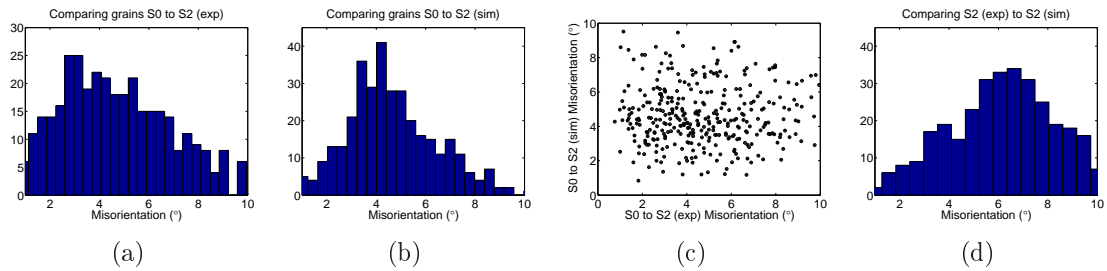 Comparing grains S0 to S2 (exp)
30
25
20
15
10
5
0
2 4 6 8 10
Misorientation (°)
(a)
Comparing grains S0 to S2 (sim)
40
30
20
10
0
2 4 6 8 10
Misorientation (°)
(b)
S0 to S2 (sim) Misorientation (°)
10
8
6
4
2
0
0 2 4 6 8 10
S0 to S2 (exp) Misorientation (°)
(c)
Comparing S2 (exp) to S2 (sim)
40
30
20
10
0
2 4 6 8 10
Misorientation (°)
(d)